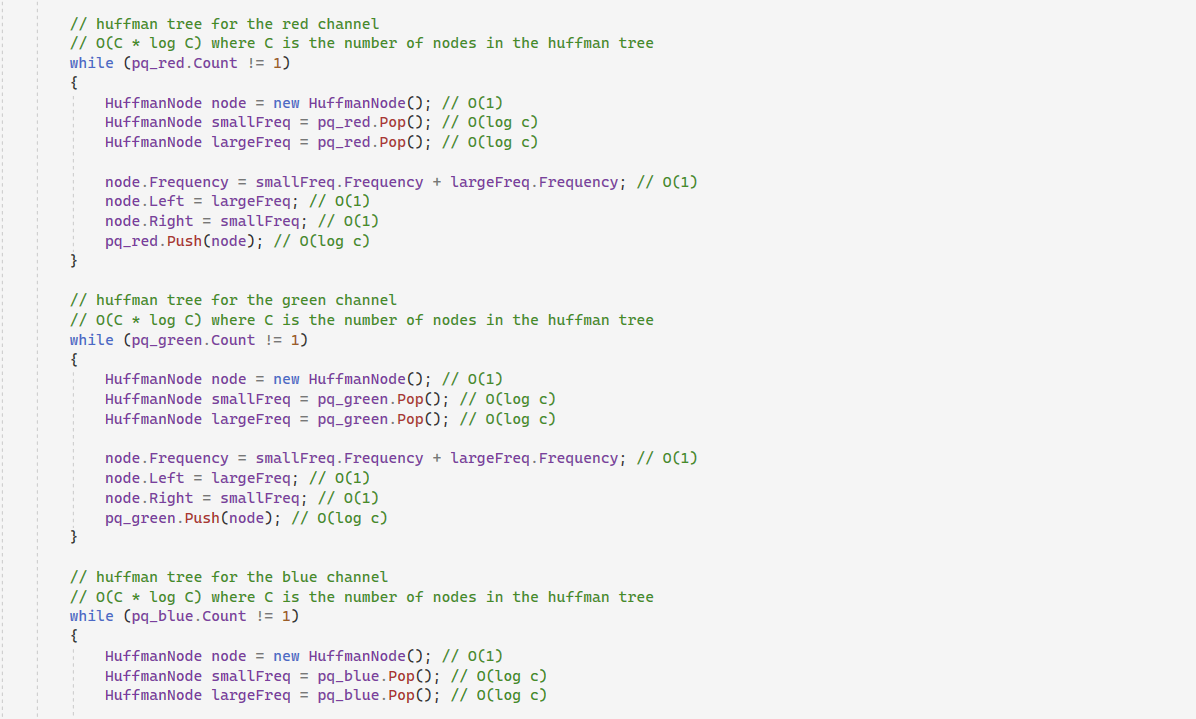 // huffman tree for the red channel
// O(C * log C) where C is the number of nodes in the huffman tree
while (pq_red.Count != 1)
{
HuffmanNode node = new HuffmanNode(); // O(1)
HuffmanNode smallFreq = pq_red.Pop(); // O(log c)
HuffmanNode largeFreq = pq_red.Pop(); // O(log c)
node.Frequency = smallFreq.Frequency + largeFreq.Frequency; // O(1)
node.Left = largeFreq; // O(1)
node.Right = smallFreq; // O(1)
pq_red.Push(node); // O(log c)
}
// huffman tree for the green channel
// O(C * log C) where C is the number of nodes in the huffman tree
while (pq_green.Count != 1)
{
HuffmanNode node = new HuffmanNode(); // O(1)
HuffmanNode smallFreq = pq_green.Pop(); // O(log c)
HuffmanNode largeFreq = pq_green.Pop(); // O(log c)
node.Frequency = smallFreq.Frequency + largeFreq.Frequency; // O(1)
node.Left = largeFreq; // O(1)
node.Right = smallFreq; // O(1)
pq_green.Push(node); // O(log c)
}
// huffman tree for the blue channel
// O(C * log C) where C is the number of nodes in the huffman tree
while (pq_blue.Count != 1)
{
HuffmanNode node = new HuffmanNode(); // O(1)
HuffmanNode smallFreq = pq_blue.Pop(); // O(log c)
HuffmanNode largeFreq = pq_blue.Pop(); // O(log c)